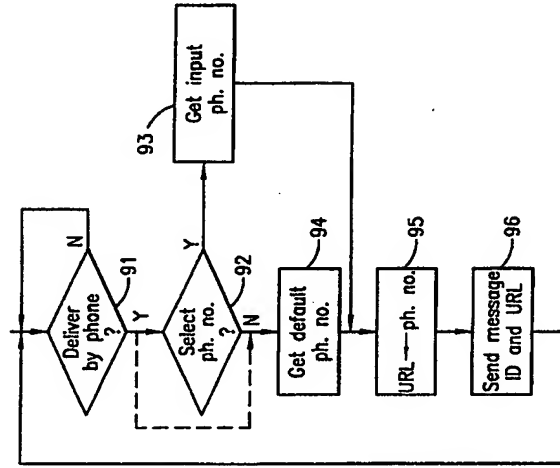 Deliver
by phone
?
N
91
Y
Select
ph. no.
?
Y
92
N
93
Get input
ph. no.
Get default
ph. no.
94
URL → ph. no.
95
Send message
ID and URL
96